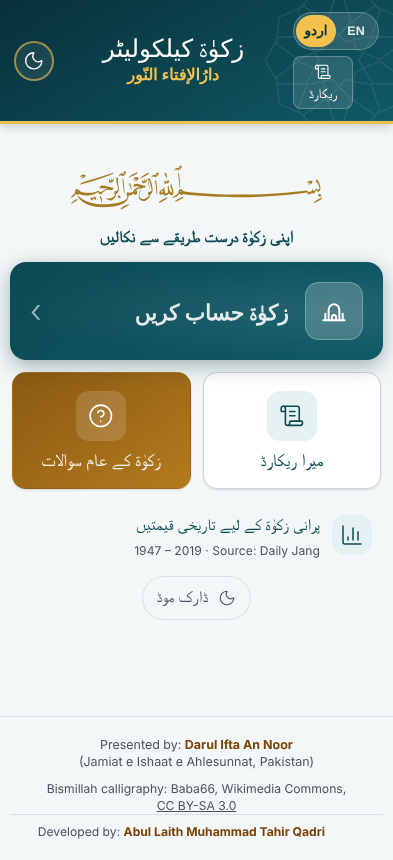 اردو
EN
ریکارڈ
زکوٰۃ کیلکولیٹر
دارُالإفتاء النّور
بِسْــــــمِ اللهِ الرَّحْمٰنِ الرَّحِيْمِ
اپنی زکوٰۃ درست طریقے سے نکالیں
زکوٰۃ حساب کریں
میرا ریکارڈ
زکوٰۃ کے عام سوالات
پرانی زکوٰۃ کے لیے تاریخی قیمتیں
1947 – 2019 · Source: Daily Jang
ڈارک موڈ
Presented by: Darul Ifta An Noor
(Jamiat e Ishaat e Ahlesunnat, Pakistan)
Bismillah calligraphy: Baba66, Wikimedia Commons,
CC BY-SA 3.0
Developed by: Abul Laith Muhammad Tahir Qadri